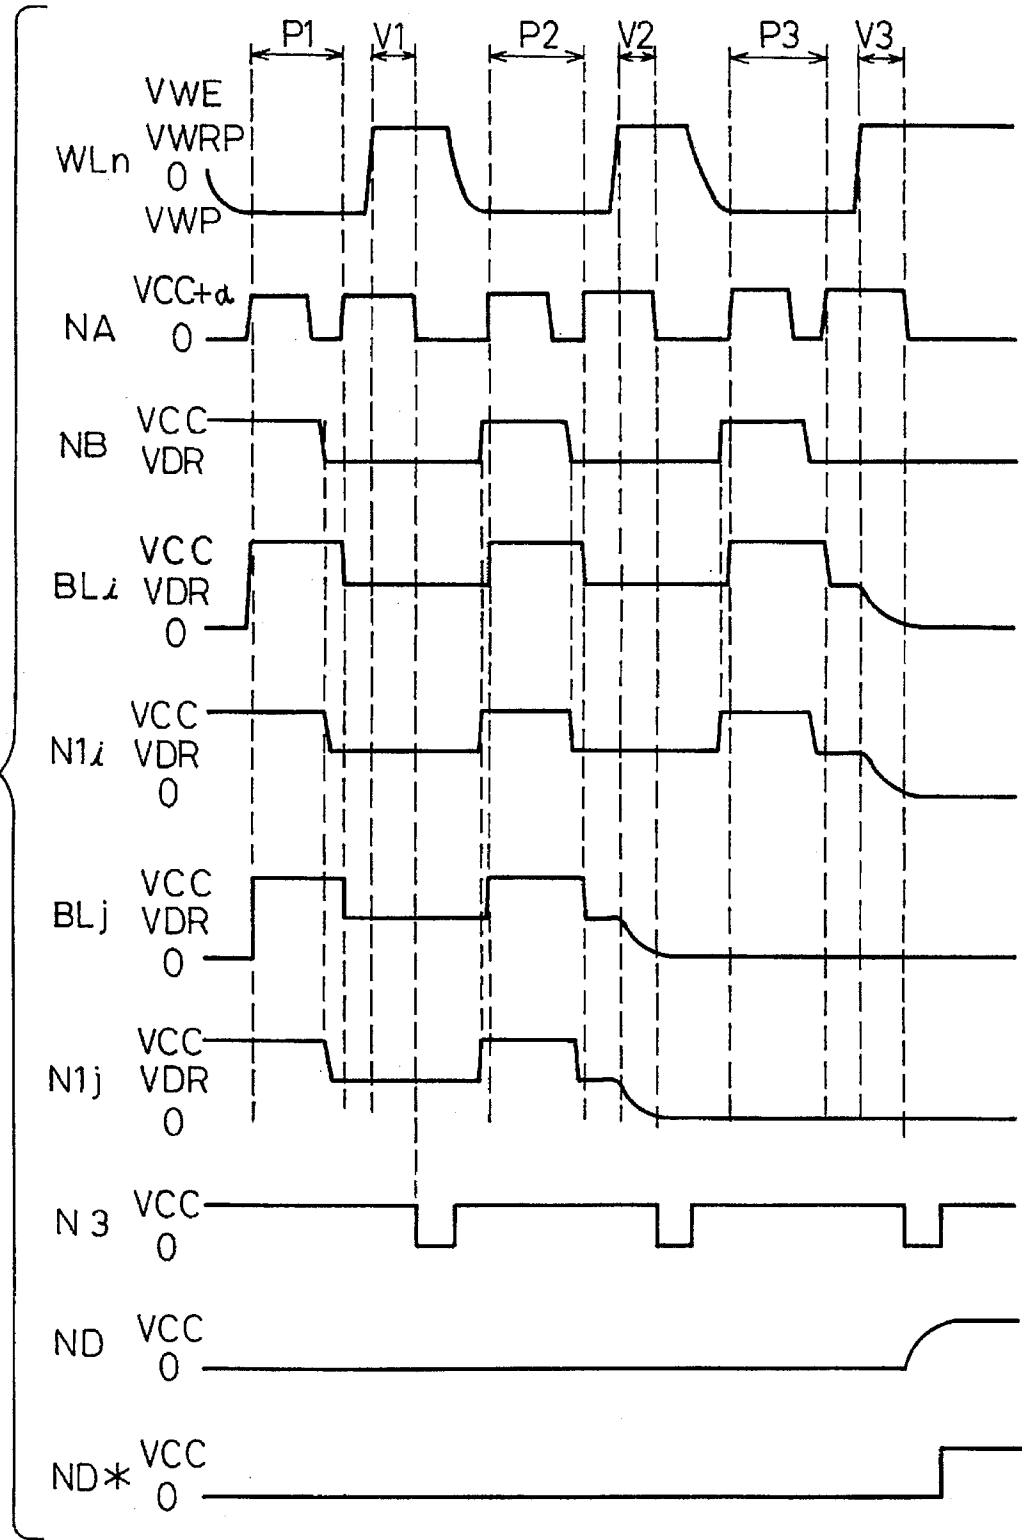 P1 V1 P2 V2 P3 V3
VWE
WLn VWRP
0
VWP
VCC+α
NA 0
VCC
NB VDR
VCC
BLi VDR
0
VCC
N1i VDR
0
VCC
BLj VDR
0
VCC
N1j VDR
0
N3 VCC
0
ND VCC
0
ND* VCC
0